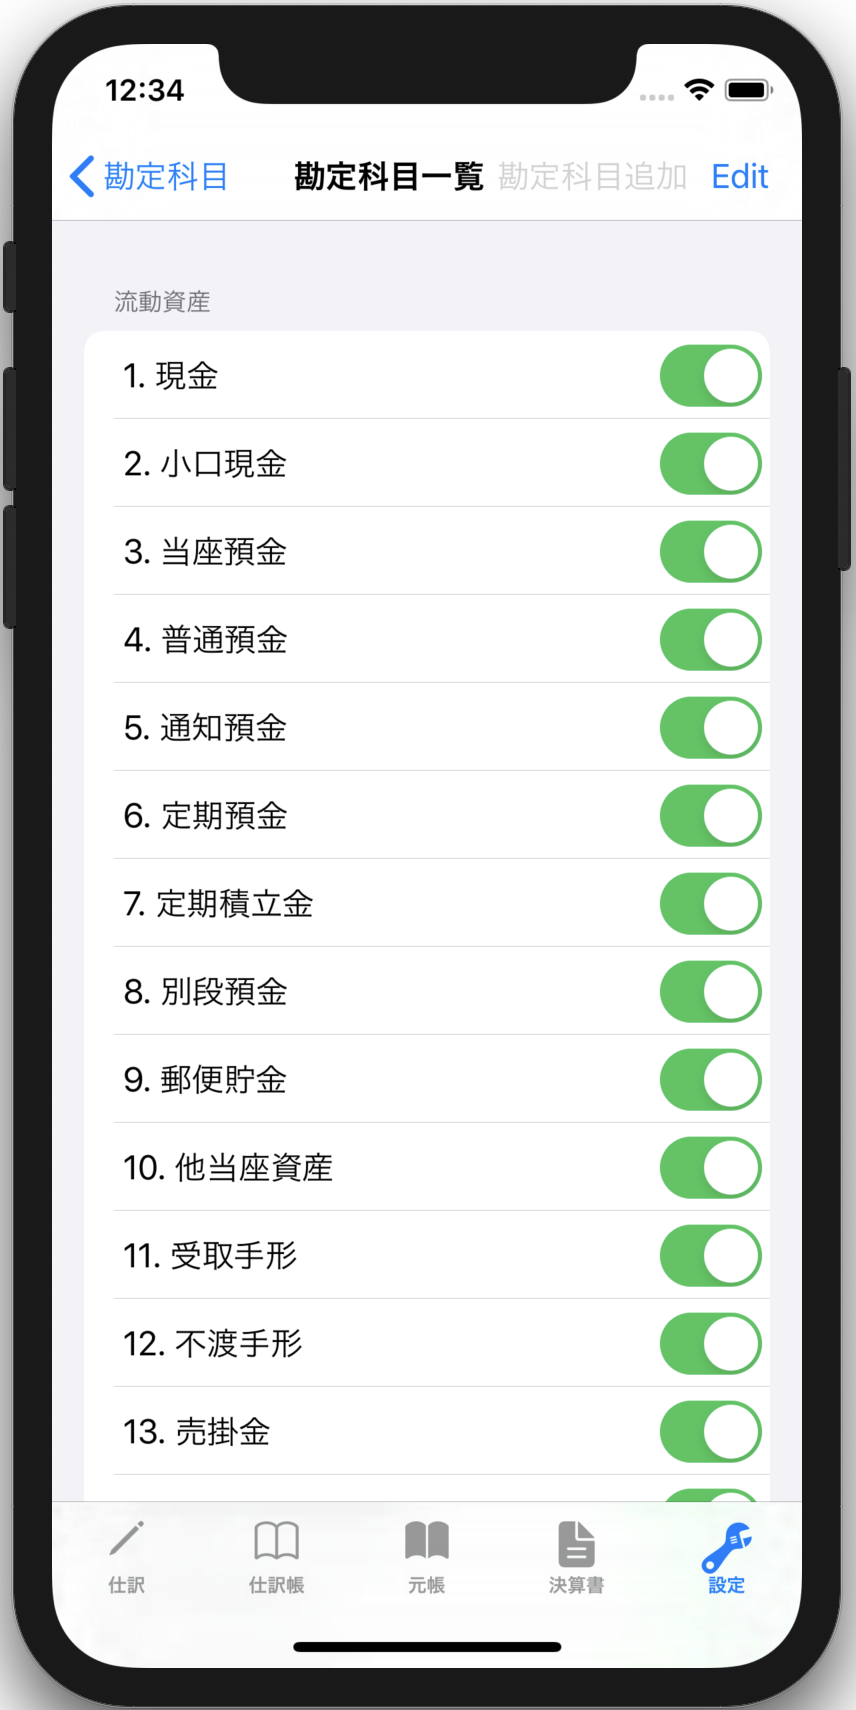 12:34
勘定科目 勘定科目一覧 勘定科目追加 Edit
流動資産
1. 現金
2. 小口現金
3. 当座預金
4. 普通預金
5. 通知預金
6. 定期預金
7. 定期積立金
8. 別段預金
9. 郵便貯金
10. 他当座資産
11. 受取手形
12. 不渡手形
13. 売掛金
仕訳 仕訳帳 元帳 決算書 設定